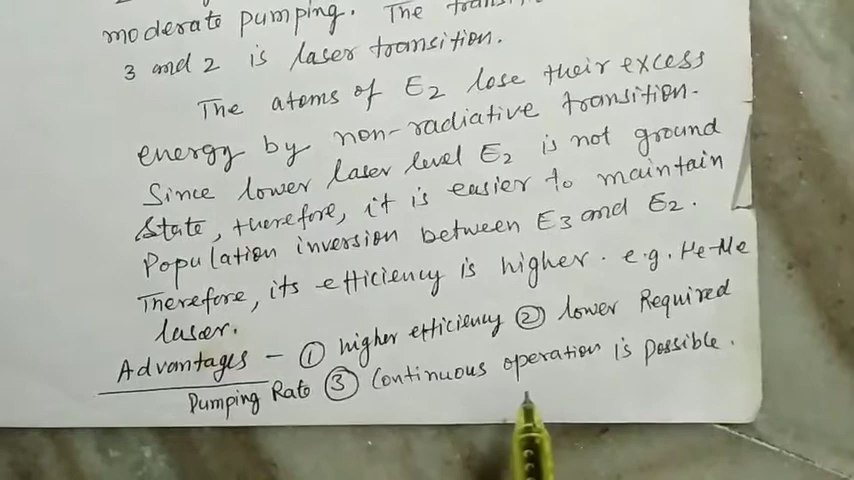 moderate pumping. The
3 and 2 is laser transition.
The atoms of E2 lose their excess
energy by non-radiative transition.
Since lower laser level E2 is not ground
State, therefore, it is easier to maintain
Population inversion between E3 and E2.
Therefore, its efficiency is higher. e.g. He-Ne
laser.
Advantages - ① higher efficiency ② lower Required
Pumping Rate ③ Continuous operation is possible.